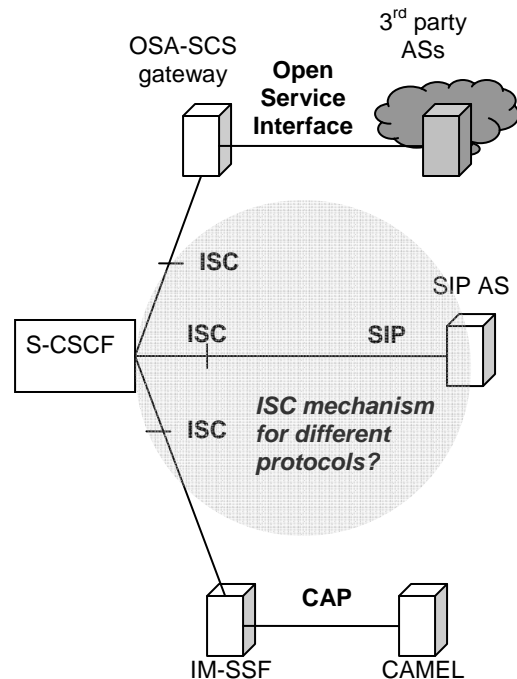 OSA-SCS
gateway
3rd party
ASs
Open
Service
Interface
ISC
SIP AS
S-CSCF
ISC
SIP
ISC
ISC mechanism
for different
protocols?
CAP
IM-SSF
CAMEL